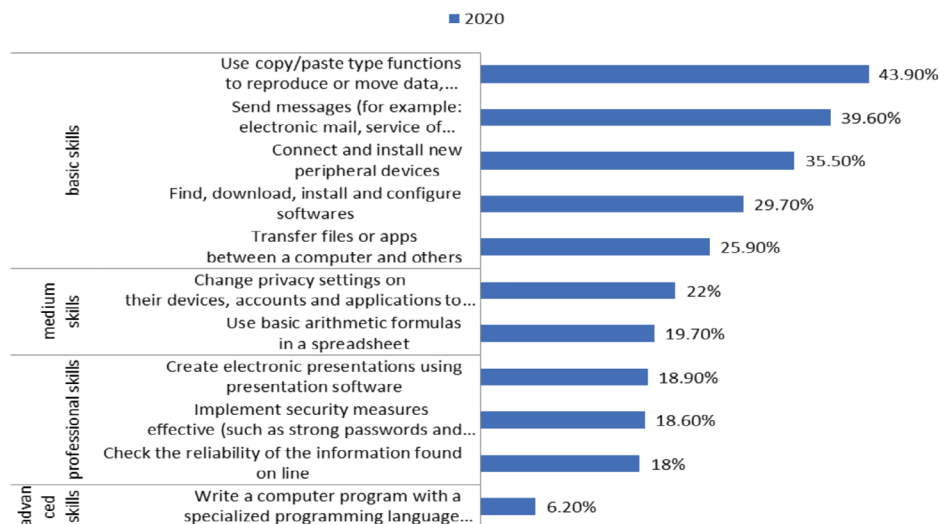 2020
basic skills
Use copy/paste type functions
to reproduce or move data,...
43.90%
Send messages (for example:
electronic mail, service of...
39.60%
Connect and install new
peripheral devices
35.50%
Find, download, install and configure
softwares
29.70%
Transfer files or apps
between a computer and others
25.90%
medium
skills
Change privacy settings on
their devices, accounts and applications to...
22%
Use basic arithmetic formulas
in a spreadsheet
19.70%
professional skills
Create electronic presentations using
presentation software
18.90%
Implement security measures
effective (such as strong passwords and...
18.60%
Check the reliability of the information found
on line
18%
advan
ced
skills
Write a computer program with a
specialized programming language...
6.20%